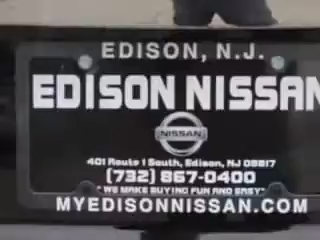 EDISON, N.J.
EDISON NISSAN
NISSAN
401 Route 1 South, Edison, NJ 08817
(732) 867-0400
"WE MAKE BUYING FUN AND EASY"
MYEDISONNISSAN.COM